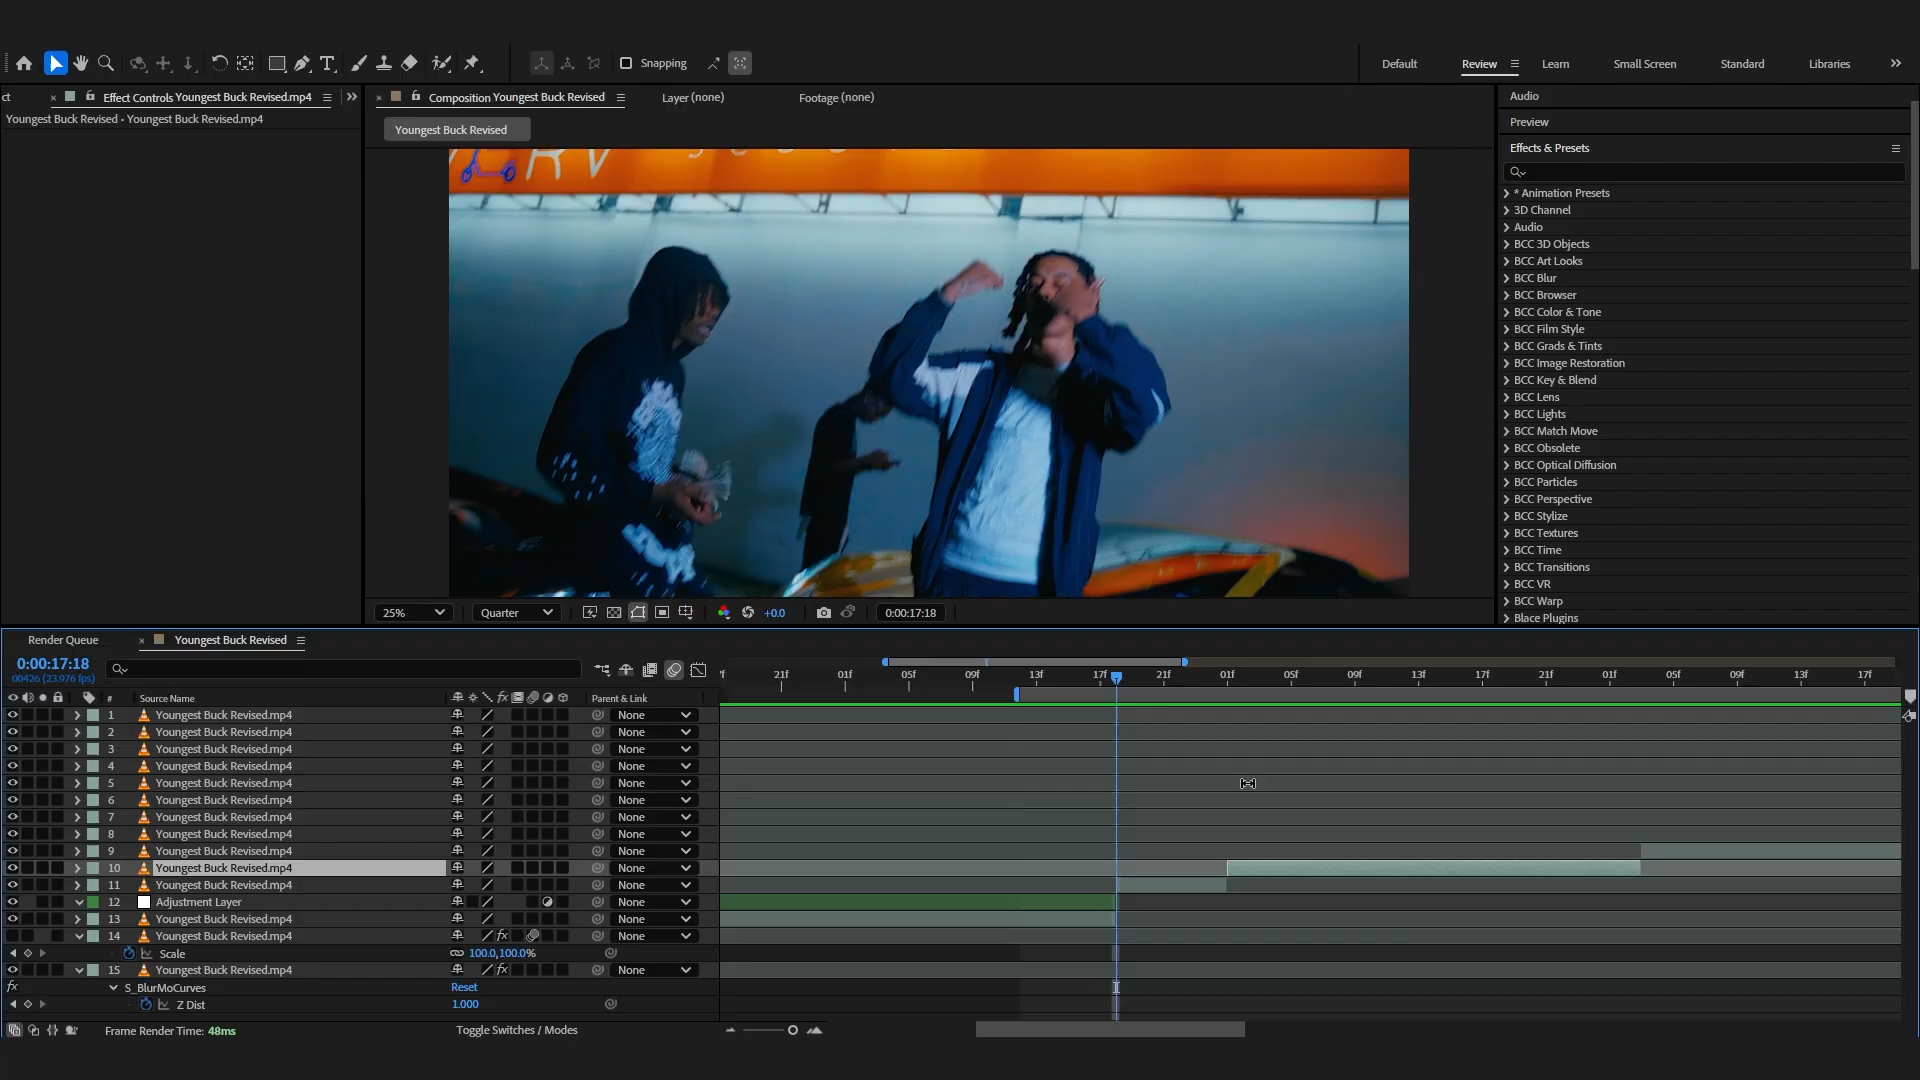 Snapping
Default
Review
Learn
Small Screen
Standard
Libraries
ct
Effect Controls Youngest Buck Revised.mp4
Composition Youngest Buck Revised
Layer (none)
Footage (none)
Audio
Youngest Buck Revised - Youngest Buck Revised.mp4
Youngest Buck Revised
Preview
Effects & Presets
* Animation Presets
3D Channel
Audio
BCC 3D Objects
BCC Art Looks
BCC Blur
BCC Browser
BCC Color & Tone
BCC Film Style
BCC Grads & Tints
BCC Image Restoration
BCC Key & Blend
BCC Lens
BCC Lights
BCC Match Move
BCC Obsolete
BCC Optical Diffusion
BCC Particles
BCC Perspective
BCC Stylize
BCC Textures
BCC Time
BCC Transitions
BCC VR
BCC Warp
Blace Plugins
25%
Quarter
+0.0
0:00:17:18
Render Queue
Youngest Buck Revised
0:00:17:18
00426 (23.976 fps)
21f 01f 05f 09f 13f 17f 21f 01f 05f 09f 13f 17f 21f 01f 05f 09f 13f 17f
# Source Name
fx
Parent & Link
1 Youngest Buck Revised.mp4 None
2 Youngest Buck Revised.mp4 None
3 Youngest Buck Revised.mp4 None
4 Youngest Buck Revised.mp4 None
5 Youngest Buck Revised.mp4 None
6 Youngest Buck Revised.mp4 None
7 Youngest Buck Revised.mp4 None
8 Youngest Buck Revised.mp4 None
9 Youngest Buck Revised.mp4 None
10 Youngest Buck Revised.mp4 None
11 Youngest Buck Revised.mp4 None
12 Adjustment Layer None
13 Youngest Buck Revised.mp4 None
14 Youngest Buck Revised.mp4 fx None
Scale 100.0,100.0%
15 Youngest Buck Revised.mp4 fx None
fx S_BlurMoCurves Reset
Z Dist 1.000
Frame Render Time: 48ms
Toggle Switches / Modes